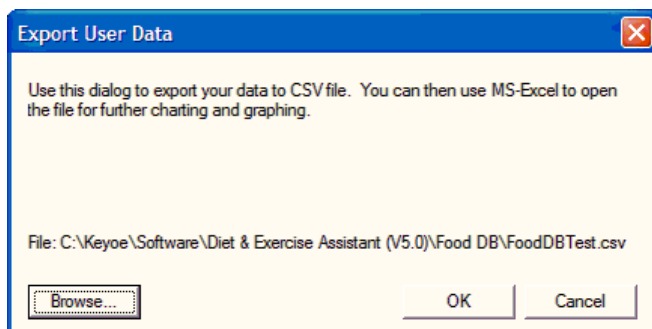 Export User Data
Use this dialog to export your data to CSV file.  You can then use MS-Excel to open
the file for further charting and graphing.
File: C:\Keyoe\Software\Diet & Exercise Assistant (V5.0)\Food DB\FoodDBTest.csv
Browse...
OK
Cancel